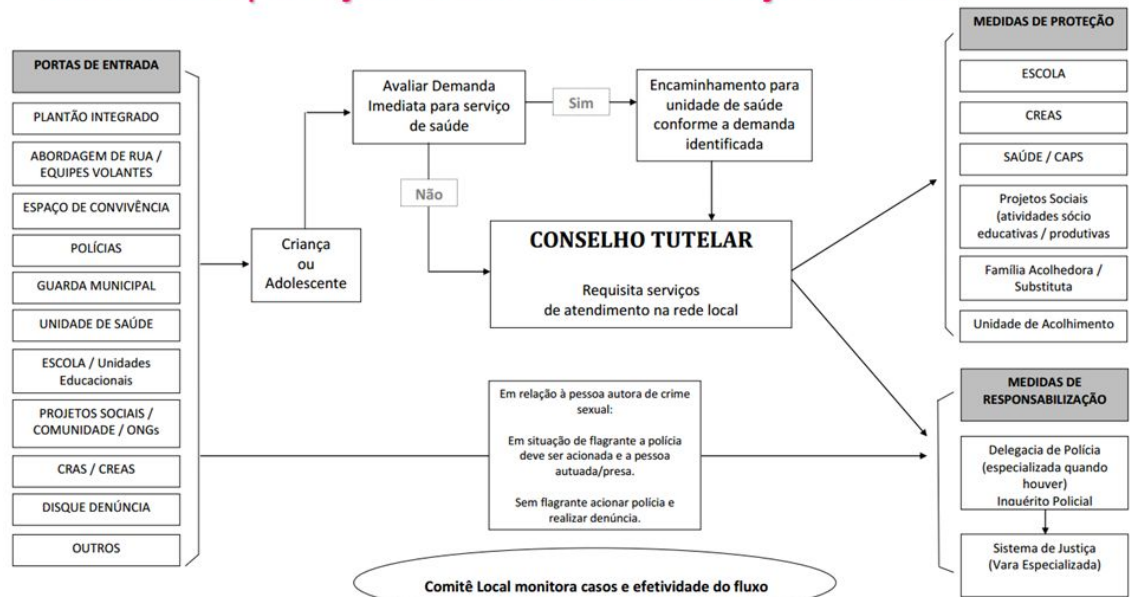 PORTAS DE ENTRADA
PLANTÃO INTEGRADO
ABORDAGEM DE RUA /
EQUIPES VOLANTES
ESPAÇO DE CONVIVÊNCIA
POLÍCIAS
GUARDA MUNICIPAL
UNIDADE DE SAÚDE
ESCOLA / Unidades
Educacionais
PROJETOS SOCIAIS /
COMUNIDADE / ONGs
CRAS / CREAS
DISQUE DENÚNCIA
OUTROS
Criança
ou
Adolescente
Avaliar Demanda
Imediata para serviço
de saúde
Sim
Não
Encaminhamento para
unidade de saúde
conforme a demanda
identificada
CONSELHO TUTELAR
Requisita serviços
de atendimento na rede local
Em relação à pessoa autora de crime
sexual:
Em situação de flagrante a polícia
deve ser acionada e a pessoa
autuada/presa.
Sem flagrante acionar polícia e
realizar denúncia.
Comitê Local monitora casos e efetividade do fluxo
MEDIDAS DE PROTEÇÃO
ESCOLA
CREAS
SAÚDE / CAPS
Projetos Sociais
(atividades sócio
educativas / produtivas
Família Acolhedora /
Substituta
Unidade de Acolhimento
MEDIDAS DE
RESPONSABILIZAÇÃO
Delegacia de Polícia
(especializada quando
houver)
Inquérito Policial
Sistema de Justiça
(Vara Especializada)